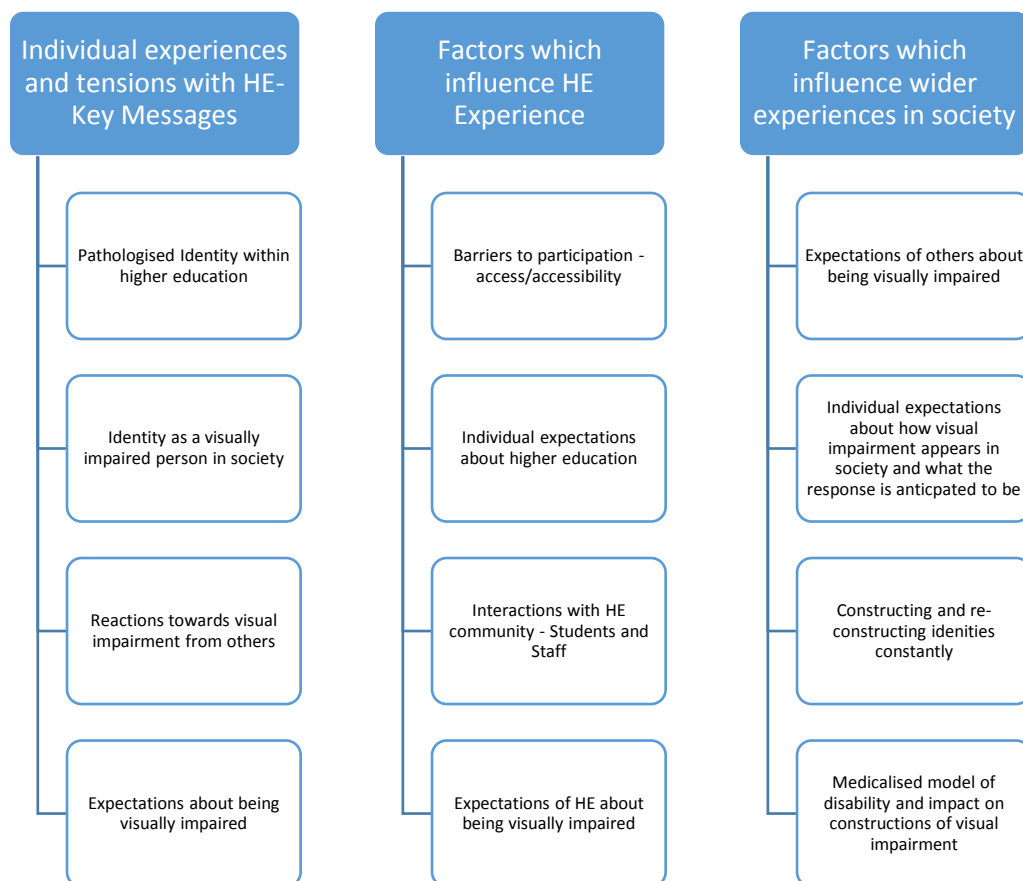 Individual experiences
and tensions with HE-
Key Messages
Pathologised Identity within
higher education
Identity as a visually
impaired person in society
Reactions towards visual
impairment from others
Expectations about being
visually impaired
Factors which
influence HE
Experience
Barriers to participation -
access/accessibility
Individual expectations
about higher education
Interactions with HE
community - Students and
Staff
Expectations of HE about
being visually impaired
Factors which
influence wider
experiences in society
Expectations of others about
being visually impaired
Individual expectations
about how visual
impairment appears in
society and what the
response is anticpated to be
Constructing and re-
constructing idenities
constantly
Medicalised model of
disability and impact on
constructions of visual
impairment